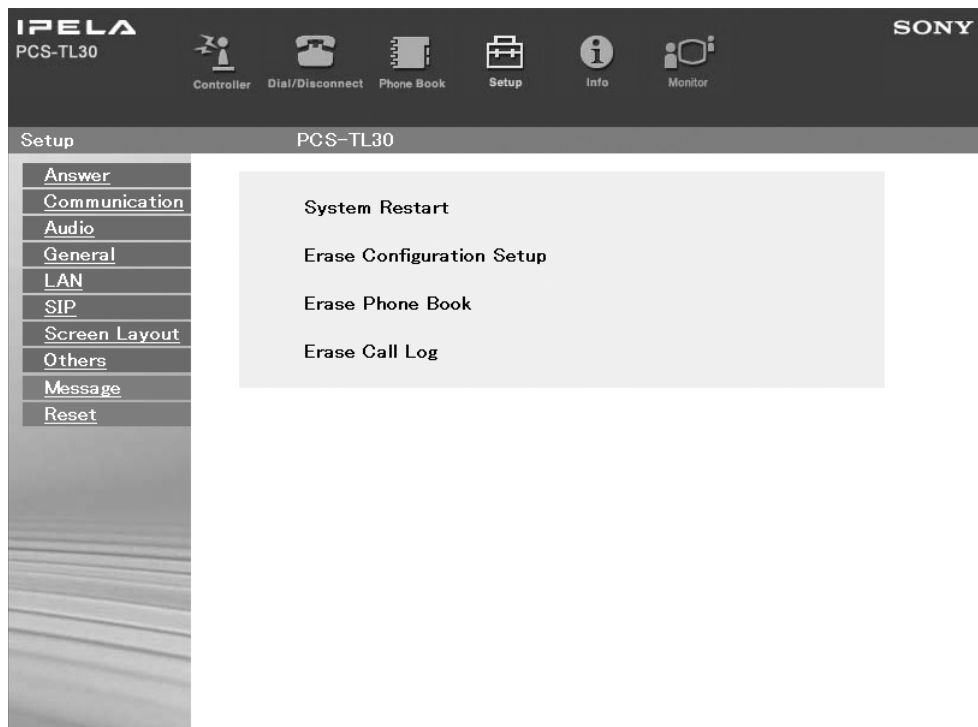 IPELA
SONY
PCS-TL30
Controller Dial/Disconnect Phone Book Setup Info Monitor
Setup PCS-TL30
Answer
Communication
Audio
General
LAN
SIP
Screen Layout
Others
Message
Reset
System Restart
Erase Configuration Setup
Erase Phone Book
Erase Call Log